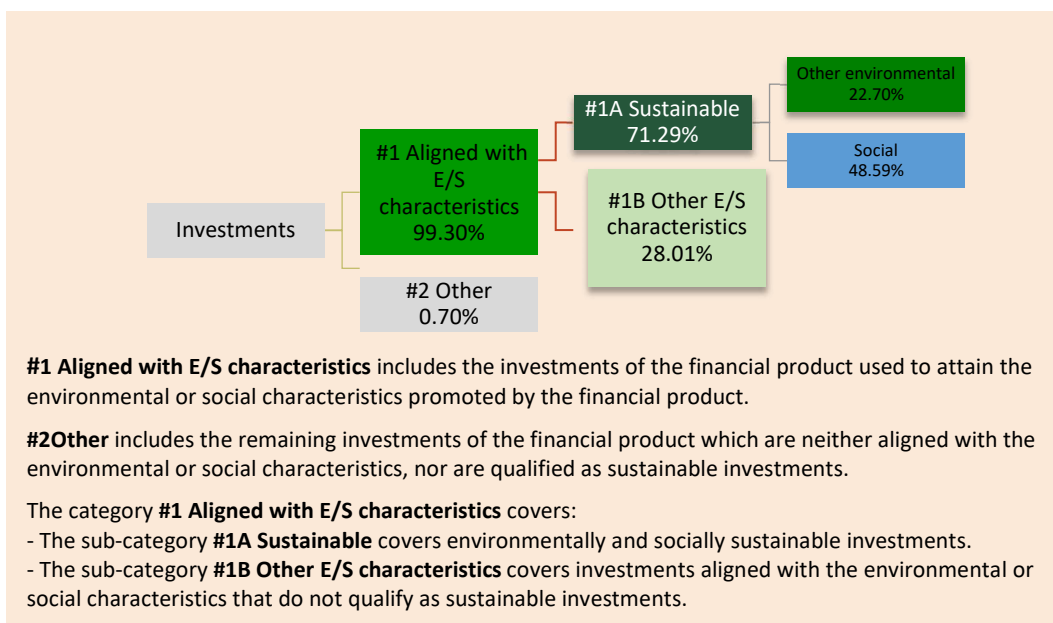 Other environmental
22.70%
#1A Sustainable
71.29%
#1 Aligned with
E/S
characteristics
99.30%
Social
48.59%
#1B Other E/S
characteristics
28.01%
Investments
#2 Other
0.70%
#1 Aligned with E/S characteristics includes the investments of the financial product used to attain the
environmental or social characteristics promoted by the financial product.
#2Other includes the remaining investments of the financial product which are neither aligned with the
environmental or social characteristics, nor are qualified as sustainable investments.
The category #1 Aligned with E/S characteristics covers:
- The sub-category #1A Sustainable covers environmentally and socially sustainable investments.
- The sub-category #1B Other E/S characteristics covers investments aligned with the environmental or
social characteristics that do not qualify as sustainable investments.